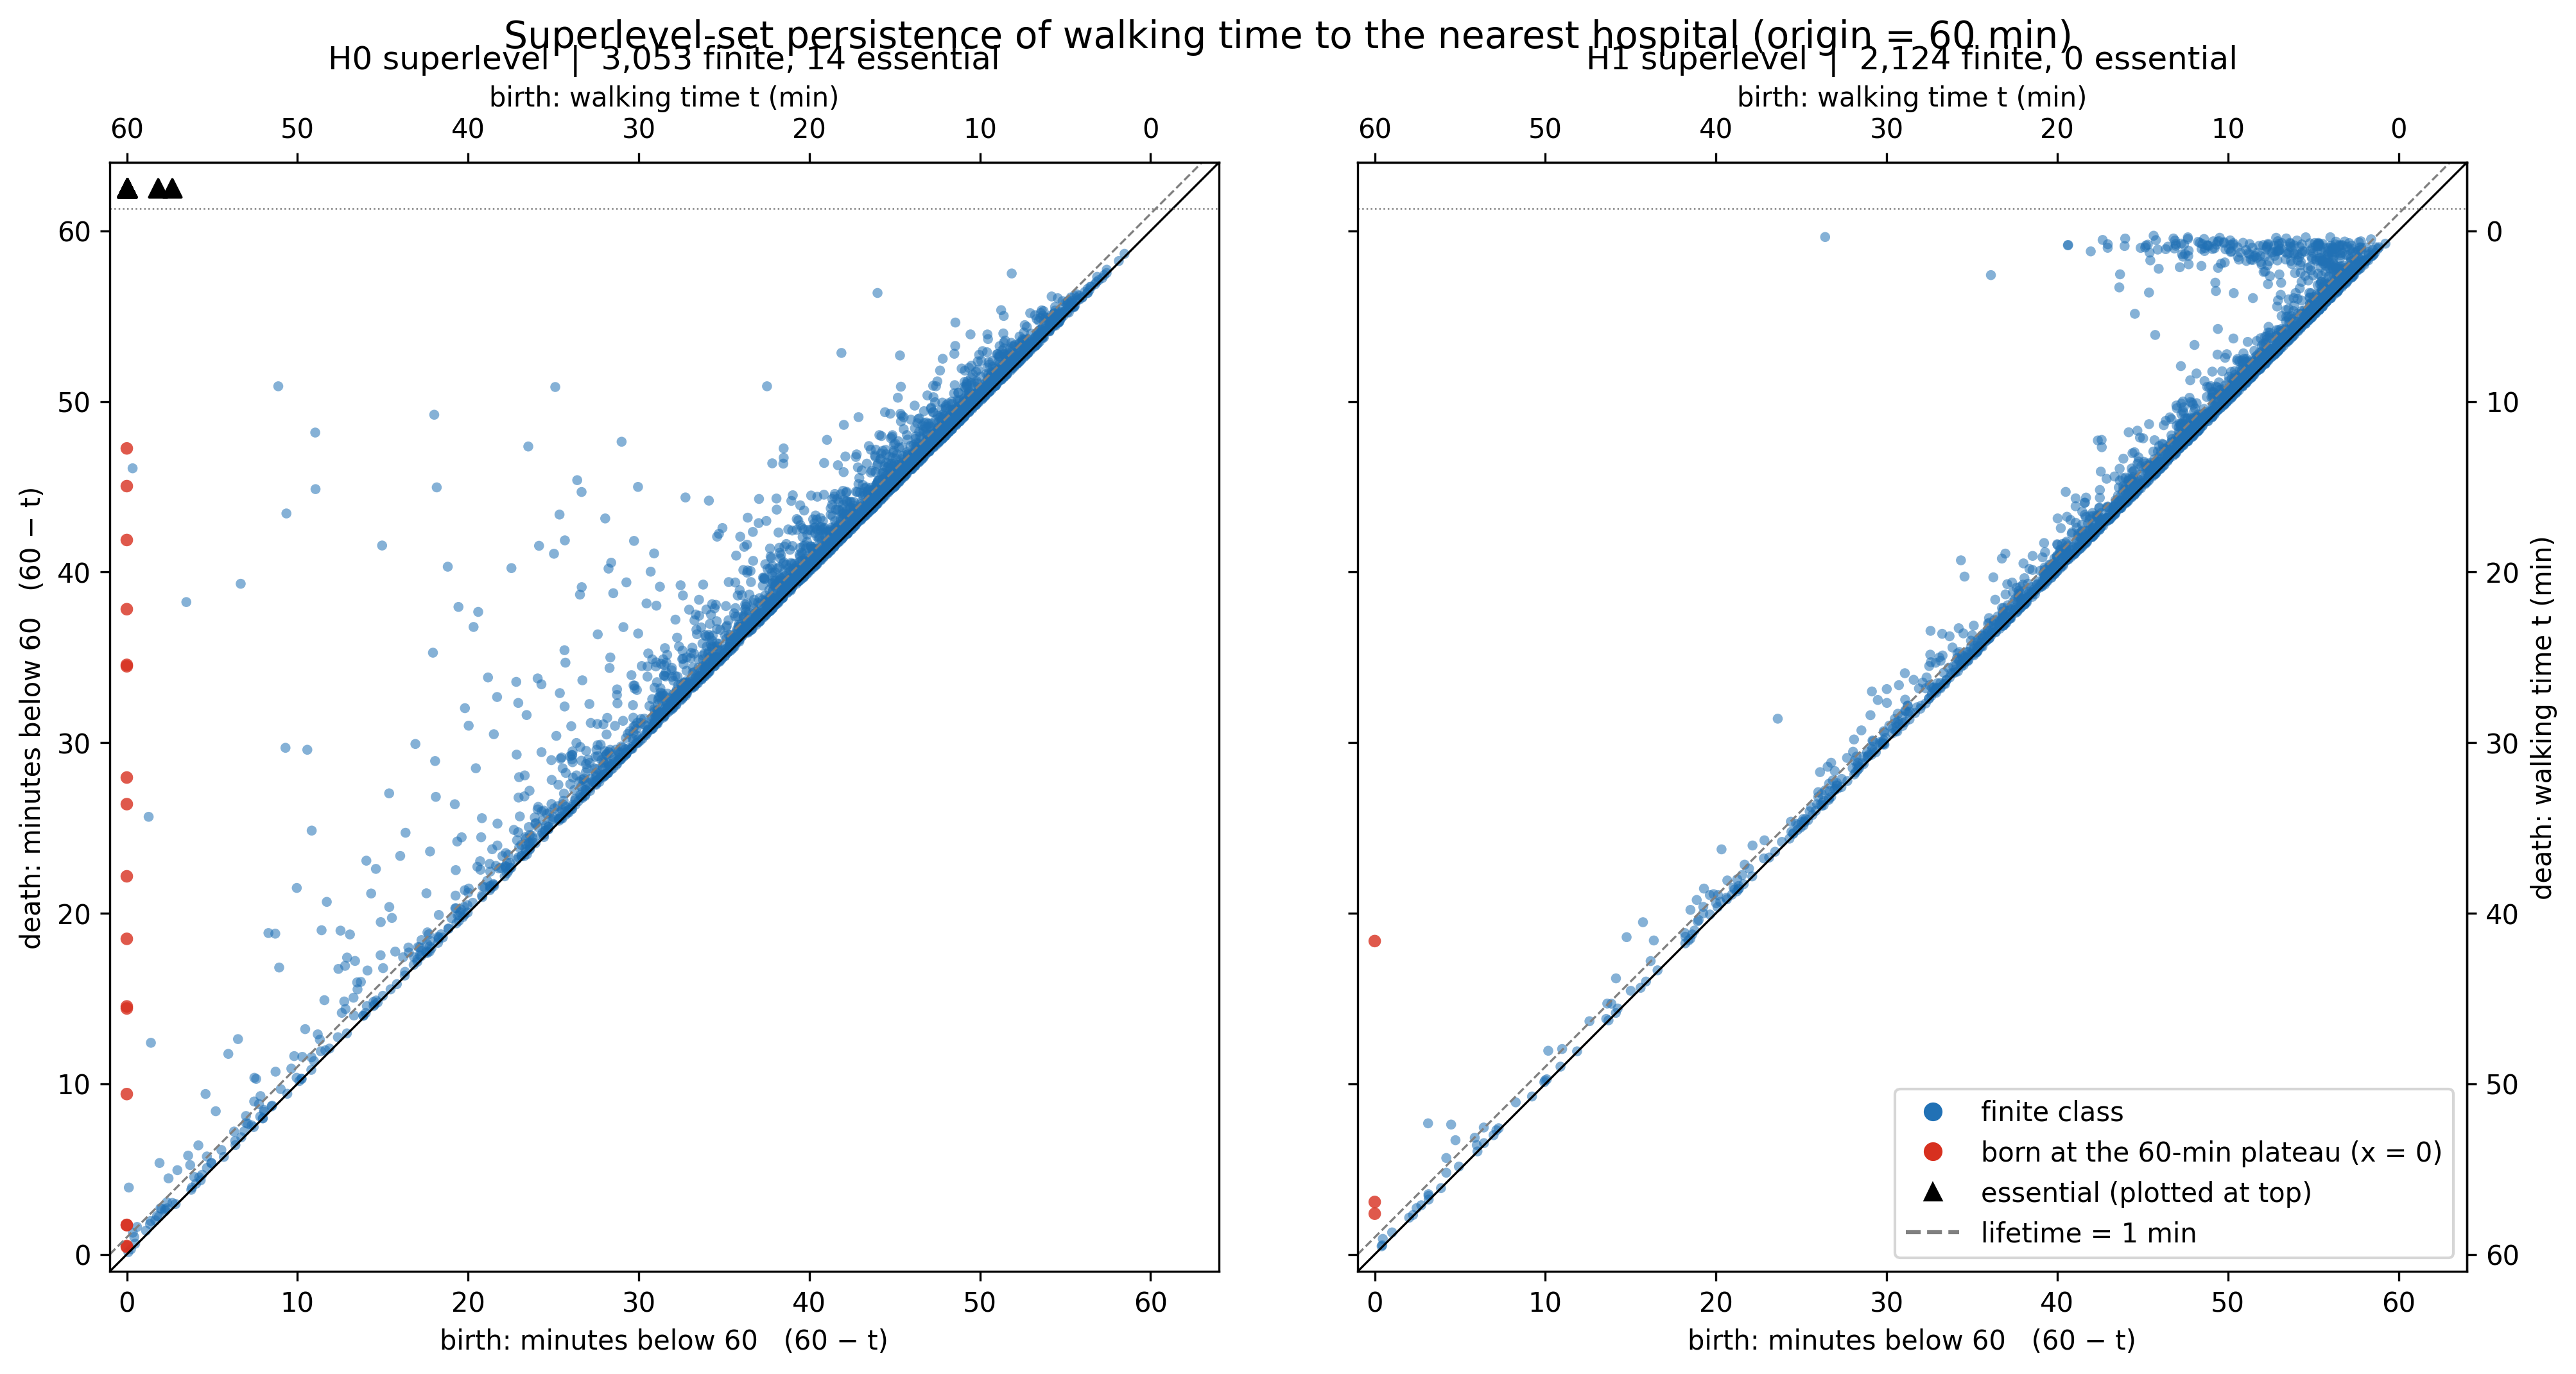 Superlevel-set persistence of walking time to the nearest hospital (origin = 60 min)
H0 superlevel | 3,053 finite, 14 essential
birth: walking time t (min)
60 50 40 30 20 10 0
60
50
40
30
20
10
0
death: minutes below 60 (60 − t)
0 10 20 30 40 50 60
birth: minutes below 60 (60 − t)
H1 superlevel | 2,124 finite, 0 essential
birth: walking time t (min)
60 50 40 30 20 10 0
0
10
20
30
40
50
60
death: walking time t (min)
finite class
born at the 60-min plateau (x = 0)
essential (plotted at top)
lifetime = 1 min
0 10 20 30 40 50 60
birth: minutes below 60 (60 − t)